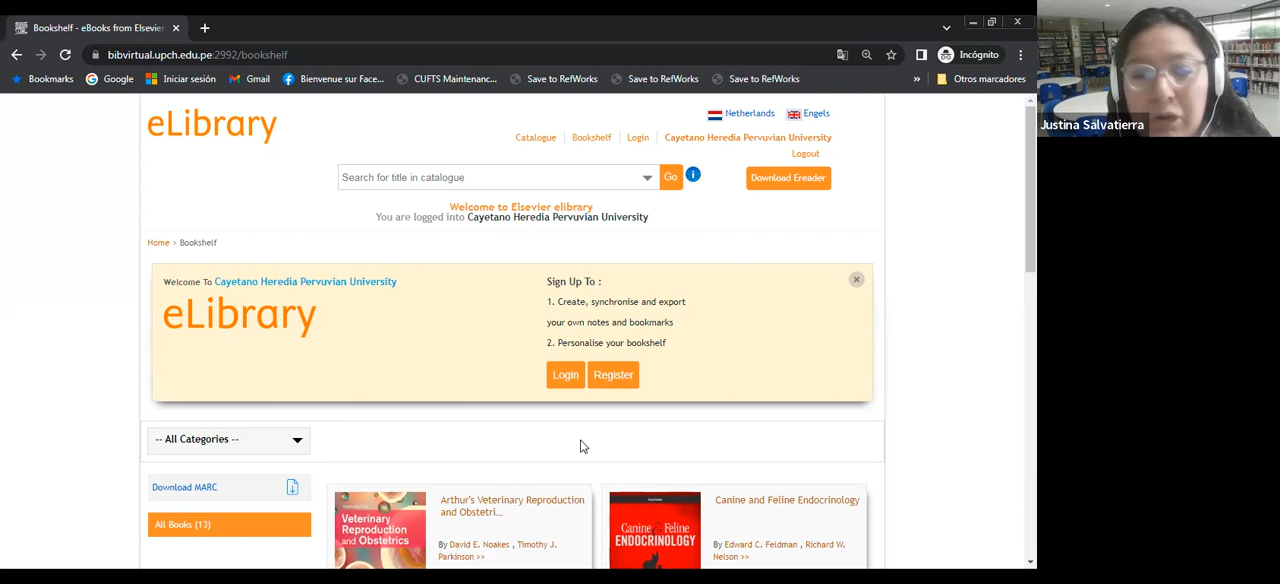 Bookshelf - eBooks from Elsevier
bibvirtual.upch.edu.pe:2992/bookshelf
Incógnito
Bookmarks
Google
Iniciar sesión
Gmail
Bienvenue sur Face...
CUFTS Maintenanc...
Save to RefWorks
Save to RefWorks
Save to RefWorks
»
Otros marcadores
Justina Salvatierra
eLibrary
Netherlands
Engels
Catalogue
Bookshelf
Login
Cayetano Heredia Pervuvian University
Logout
Search for title in catalogue
Go
i
Download Ereader
Welcome to Elsevier elibrary
You are logged into Cayetano Heredia Pervuvian University
Home > Bookshelf
Welcome To Cayetano Heredia Pervuvian University
eLibrary
Sign Up To :
1. Create, synchronise and export
your own notes and bookmarks
2. Personalise your bookshelf
Login
Register
-- All Categories --
Download MARC
All Books (13)
Veterinary
Reproduction
and Obstetrics
Arthur's Veterinary Reproduction
and Obstetri...
By David E. Noakes , Timothy J.
Parkinson >>
Canine and Feline
ENDOCRINOLOGY
Canine and Feline Endocrinology
By Edward C. Feldman , Richard W.
Nelson >>